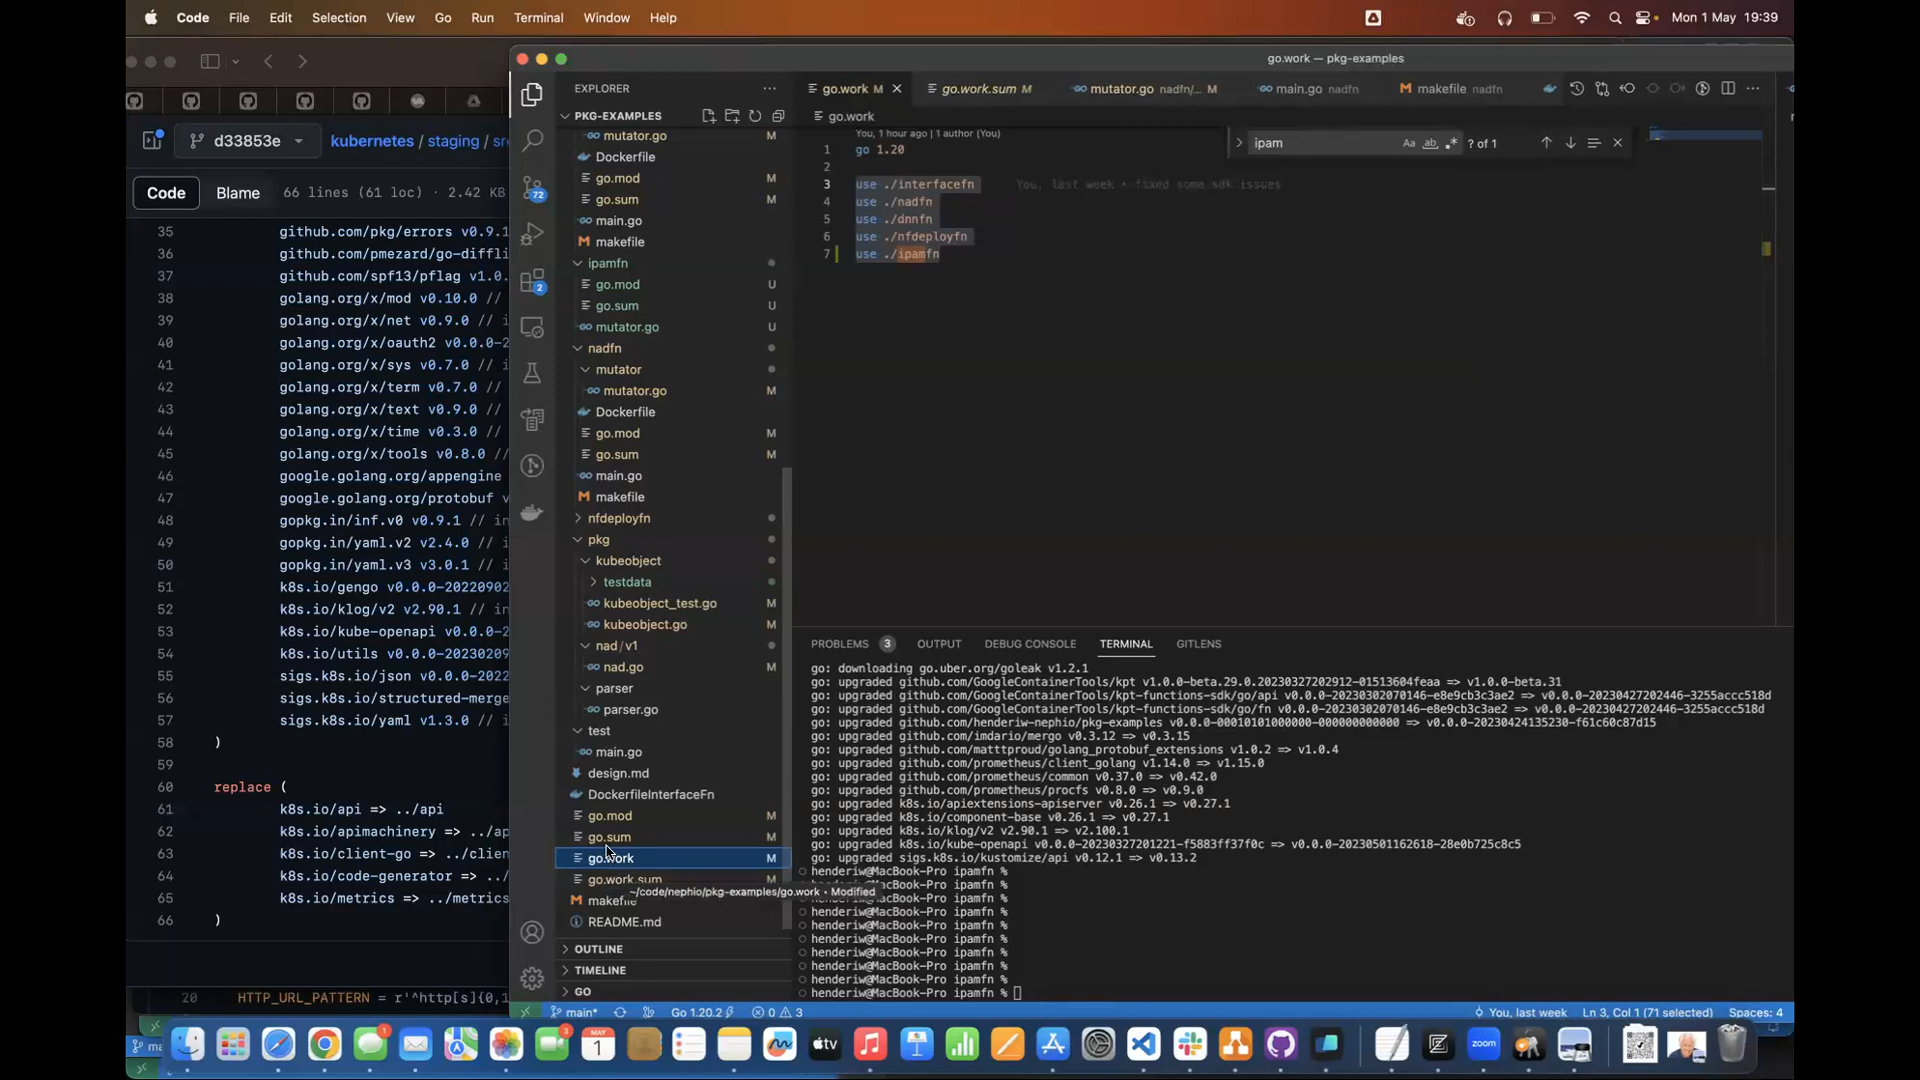 Code File Edit Selection View Go Run Terminal Window Help
Mon 1 May 19:39
d33853e
kubernetes / staging / src
Code Blame 66 lines (61 loc) · 2.42 KB
35 github.com/pkg/errors v0.9.1
36 github.com/pmezard/go-diffli
37 github.com/spf13/pflag v1.0.
38 golang.org/x/mod v0.10.0 //
39 golang.org/x/net v0.9.0 // i
40 golang.org/x/oauth2 v0.0.0-2
41 golang.org/x/sys v0.7.0 // i
42 golang.org/x/term v0.7.0 //
43 golang.org/x/text v0.9.0 //
44 golang.org/x/time v0.3.0 //
45 golang.org/x/tools v0.8.0 //
46 google.golang.org/appengine
47 google.golang.org/protobuf v
48 gopkg.in/inf.v0 v0.9.1 // in
49 gopkg.in/yaml.v2 v2.4.0 // i
50 gopkg.in/yaml.v3 v3.0.1 // i
51 k8s.io/gengo v0.0.0-20220902
52 k8s.io/klog/v2 v2.90.1 // in
53 k8s.io/kube-openapi v0.0.0-2
54 k8s.io/utils v0.0.0-20230209
55 sigs.k8s.io/json v0.0.0-2022
56 sigs.k8s.io/structured-merge
57 sigs.k8s.io/yaml v1.3.0 // i
58 )
59
60 replace (
61 k8s.io/api => ../api
62 k8s.io/apimachinery => ../ap
63 k8s.io/client-go => ../clien
64 k8s.io/code-generator => ../
65 k8s.io/metrics => ../metrics
66 )
20 HTTP_URL_PATTERN = r'^http[s]{0,1
go.work — pkg-examples
EXPLORER
PKG-EXAMPLES
mutator.go M
Dockerfile
go.mod M
go.sum M
main.go
makefile
ipamfn
go.mod U
go.sum U
mutator.go U
nadfn
mutator
mutator.go M
Dockerfile
go.mod M
go.sum M
main.go
makefile
nfdeployfn
pkg
kubeobject
testdata
kubeobject_test.go M
kubeobject.go M
nad / v1
nad.go M
parser
parser.go
test
main.go
design.md
DockerfileInterfaceFn
go.mod M
go.sum M
go.work M
go.work.sum M
~/code/nephio/pkg-examples/go.work • Modified
makefile
README.md
OUTLINE
TIMELINE
GO
72
2
go.work M
go.work.sum M
mutator.go nadfn/... M
main.go nadfn
makefile nadfn
go.work
You, 1 hour ago | 1 author (You)
ipam
? of 1
1 go 1.20
2
3 use ./interfacefn You, last week • fixed some sdk issues
4 use ./nadfn
5 use ./dnnfn
6 use ./nfdeployfn
7 use ./ipamfn
PROBLEMS 3 OUTPUT DEBUG CONSOLE TERMINAL GITLENS
go: downloading go.uber.org/goleak v1.2.1
go: upgraded github.com/GoogleContainerTools/kpt v1.0.0-beta.29.0.20230327202912-01513604feaa => v1.0.0-beta.31
go: upgraded github.com/GoogleContainerTools/kpt-functions-sdk/go/api v0.0.0-20230302070146-e8e9cb3c3ae2 => v0.0.0-20230427202446-3255accc518d
go: upgraded github.com/GoogleContainerTools/kpt-functions-sdk/go/fn v0.0.0-20230302070146-e8e9cb3c3ae2 => v0.0.0-20230427202446-3255accc518d
go: upgraded github.com/henderiw-nephio/pkg-examples v0.0.0-00010101000000-000000000000 => v0.0.0-20230424135230-f61c60c87d15
go: upgraded github.com/imdario/mergo v0.3.12 => v0.3.15
go: upgraded github.com/matttproud/golang_protobuf_extensions v1.0.2 => v1.0.4
go: upgraded github.com/prometheus/client_golang v1.14.0 => v1.15.0
go: upgraded github.com/prometheus/common v0.37.0 => v0.42.0
go: upgraded github.com/prometheus/procfs v0.8.0 => v0.9.0
go: upgraded k8s.io/apiextensions-apiserver v0.26.1 => v0.27.1
go: upgraded k8s.io/component-base v0.26.1 => v0.27.1
go: upgraded k8s.io/klog/v2 v2.90.1 => v2.100.1
go: upgraded k8s.io/kube-openapi v0.0.0-20230327201221-f5883ff37f0c => v0.0.0-20230501162618-28e0b725c8c5
go: upgraded sigs.k8s.io/kustomize/api v0.12.1 => v0.13.2
henderiw@MacBook-Pro ipamfn %
henderiw@MacBook-Pro ipamfn %
henderiw@MacBook-Pro ipamfn %
henderiw@MacBook-Pro ipamfn %
henderiw@MacBook-Pro ipamfn %
henderiw@MacBook-Pro ipamfn %
henderiw@MacBook-Pro ipamfn %
henderiw@MacBook-Pro ipamfn %
henderiw@MacBook-Pro ipamfn %
henderiw@MacBook-Pro ipamfn %
main* Go 1.20.2 0 3
You, last week Ln 3, Col 1 (71 selected) Spaces: 4